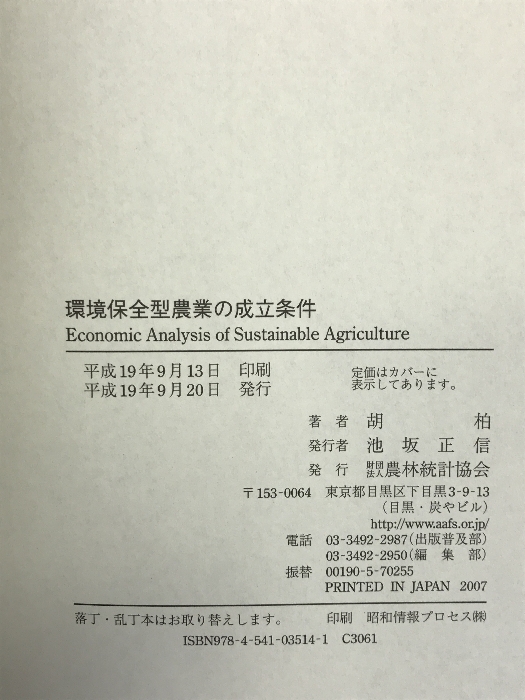 環境保全型農業の成立条件
Economic Analysis of Sustainable Agriculture
平成19年9月13日 印刷 定価はカバーに
平成19年9月20日 発行 表示してあります。
著者 胡 柏
発行者 池坂正信
発行 財団法人農林統計協会
〒153-0064 東京都目黒区下目黒3-9-13
(目黒・炭やビル)
http://www.aafs.or.jp/
電話 03-3492-2987(出版普及部)
03-3492-2950(編集部)
振替 00190-5-70255
PRINTED IN JAPAN 2007
落丁・乱丁本はお取り替えします。 印刷 昭和情報プロセス㈱
ISBN978-4-541-03514-1 C3061